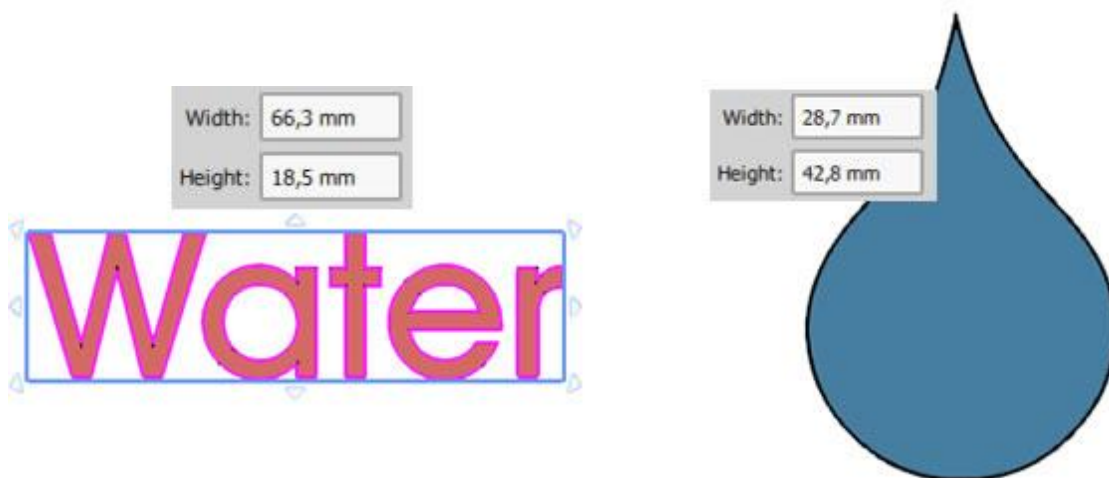 Width: 66,3 mm
Height: 18,5 mm
Water
Width: 28,7 mm
Height: 42,8 mm